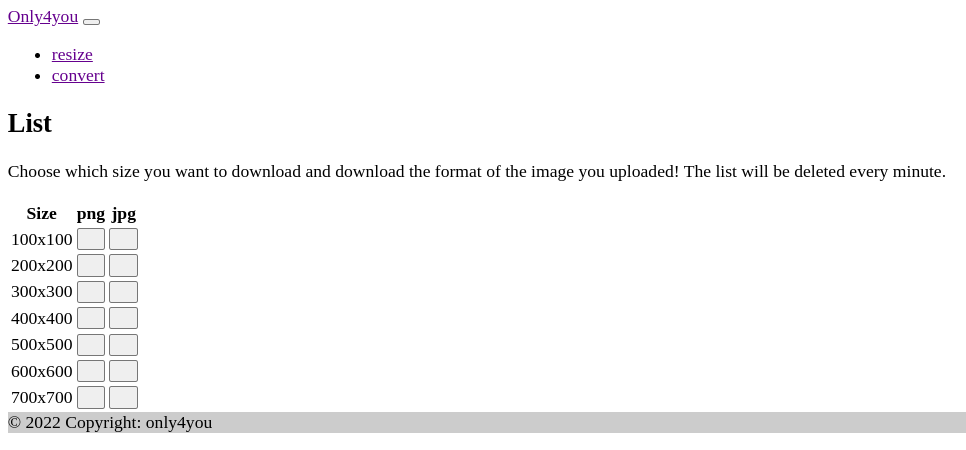 Only4you
resize
convert
List
Choose which size you want to download and download the format of the image you uploaded! The list will be deleted every minute.
Size png jpg
100x100
200x200
300x300
400x400
500x500
600x600
700x700
© 2022 Copyright: only4you